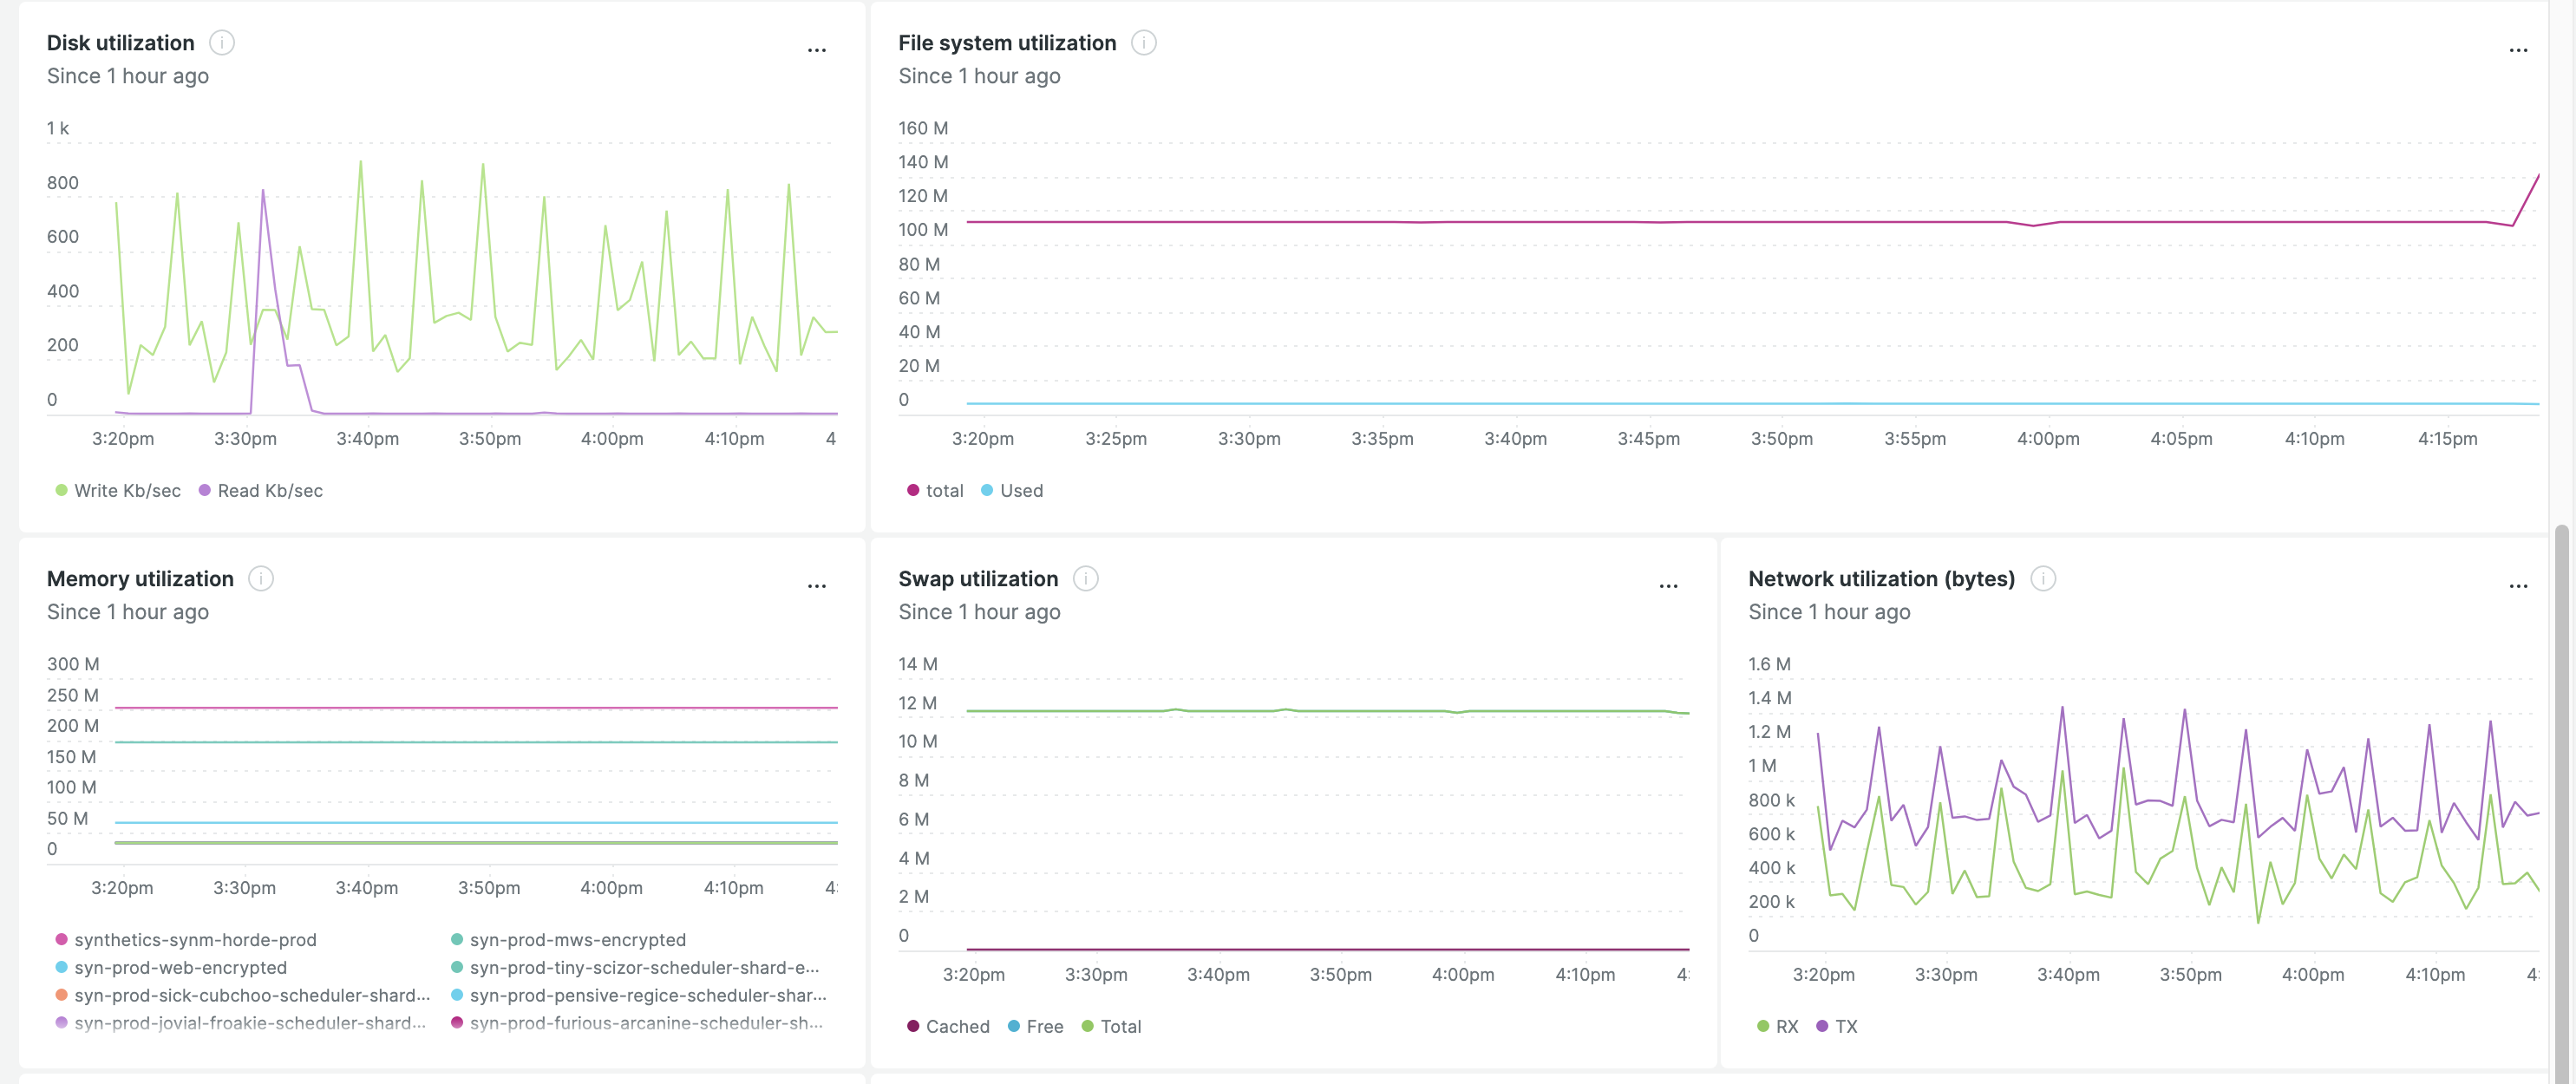 Disk utilization
Since 1 hour ago
...
1 k
800
600
400
200
0
3:20pm 3:30pm 3:40pm 3:50pm 4:00pm 4:10pm 4
Write Kb/sec Read Kb/sec
File system utilization
Since 1 hour ago
...
160 M
140 M
120 M
100 M
80 M
60 M
40 M
20 M
0
3:20pm 3:25pm 3:30pm 3:35pm 3:40pm 3:45pm 3:50pm 3:55pm 4:00pm 4:05pm 4:10pm 4:15pm
total Used
Memory utilization
Since 1 hour ago
...
300 M
250 M
200 M
150 M
100 M
50 M
0
3:20pm 3:30pm 3:40pm 3:50pm 4:00pm 4:10pm 4:
synthetics-synm-horde-prod syn-prod-mws-encrypted
syn-prod-web-encrypted syn-prod-tiny-scizor-scheduler-shard-e...
syn-prod-sick-cubchoo-scheduler-shard... syn-prod-pensive-regice-scheduler-shar...
syn-prod-jovial-froakie-scheduler-shard... syn-prod-furious-arcanine-scheduler-sh...
Swap utilization
Since 1 hour ago
...
14 M
12 M
10 M
8 M
6 M
4 M
2 M
0
3:20pm 3:30pm 3:40pm 3:50pm 4:00pm 4:10pm 4:
Cached Free Total
Network utilization (bytes)
Since 1 hour ago
...
1.6 M
1.4 M
1.2 M
1 M
800 k
600 k
400 k
200 k
0
3:20pm 3:30pm 3:40pm 3:50pm 4:00pm 4:10pm 4:
RX TX